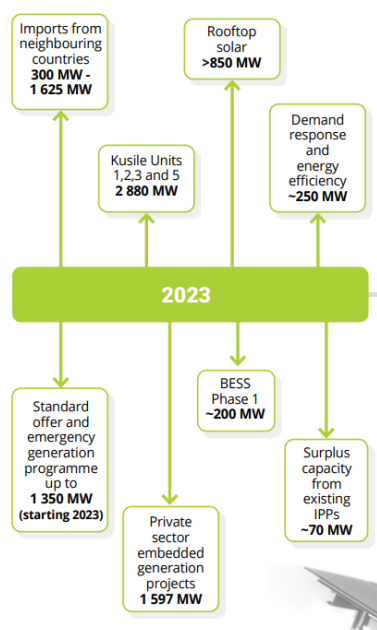 Imports from
neighbouring
countries
300 MW -
1 625 MW
Kusile Units
1,2,3 and 5
2 880 MW
Rooftop
solar
>850 MW
Demand
response
and
energy
efficiency
~250 MW
2023
Standard
offer and
emergency
generation
programme
up to
1 350 MW
(starting 2023)
Private
sector
embedded
generation
projects
1 597 MW
BESS
Phase 1
~200 MW
Surplus
capacity
from
existing
IPPs
~70 MW